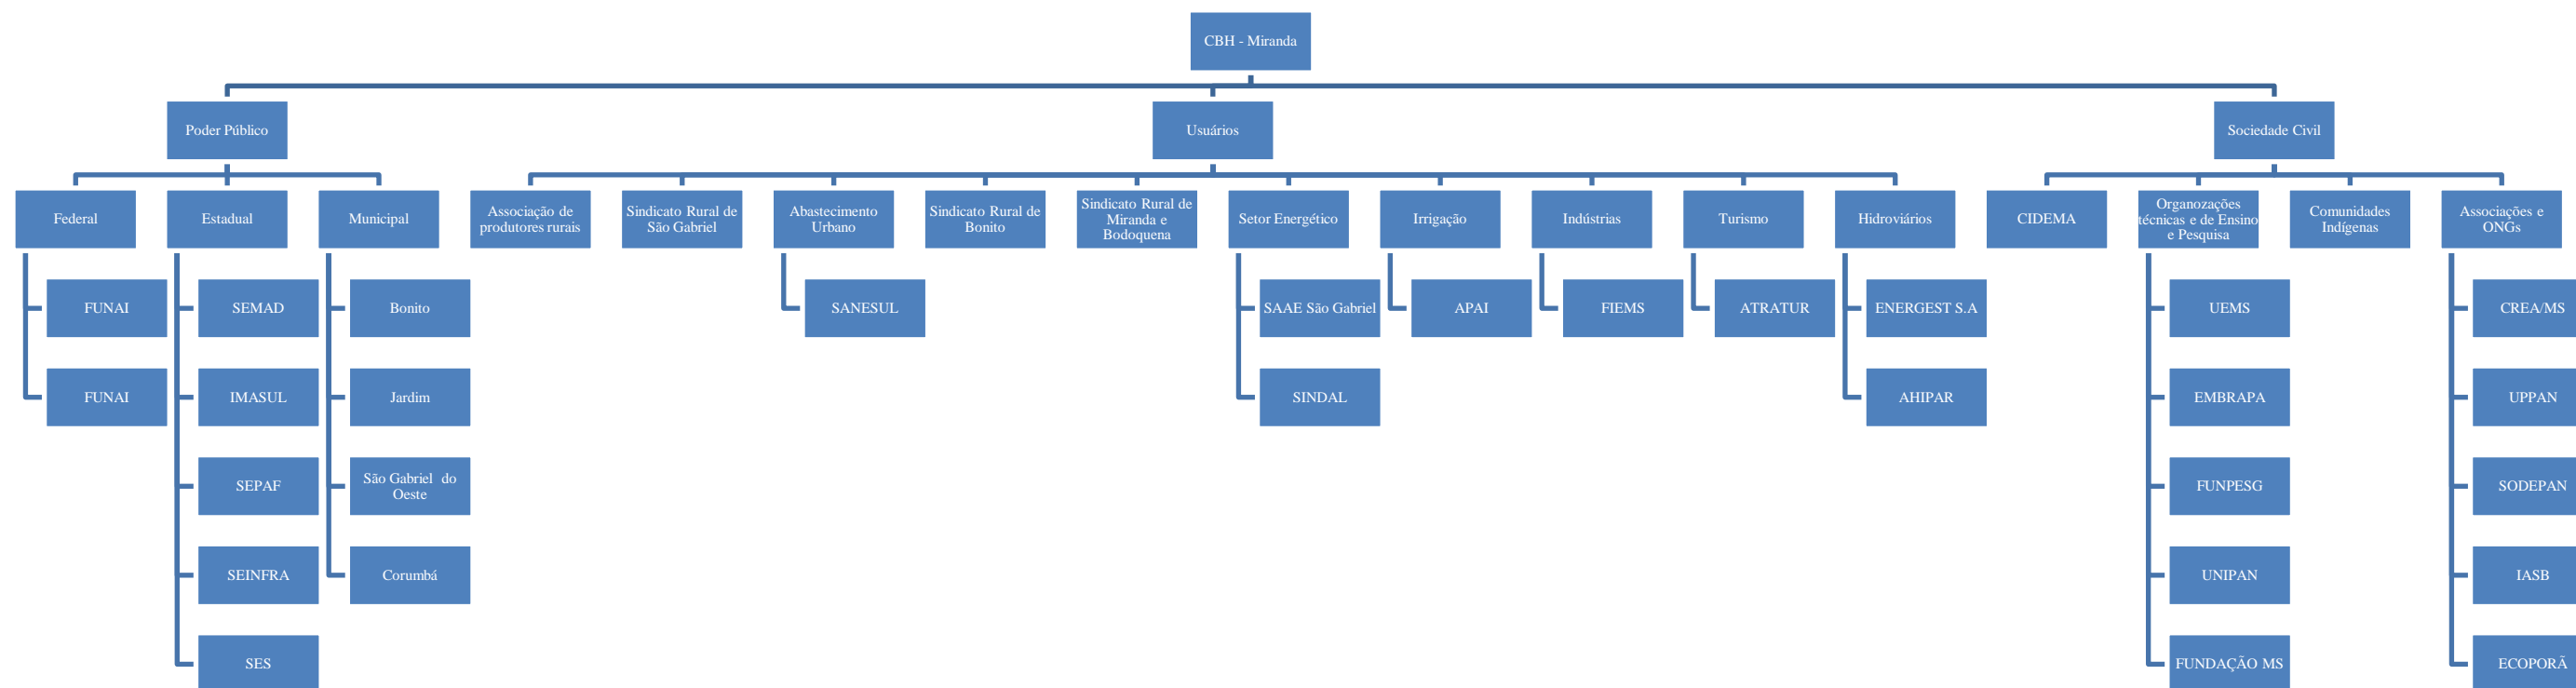 CBH - Miranda
Poder Público
Usuários
Sociedade Civil
Federal
Estadual
Municipal
Associação de
produtores rurais
Sindicato Rural de
São Gabriel
Abastecimento
Urbano
Sindicato Rural de
Bonito
Sindicato Rural de
Miranda e
Bodoquena
Setor Energético
Irrigação
Indústrias
Turismo
Hidroviários
CIDEMA
Organozações
técnicas e de Ensino
e Pesquisa
Comunidades
Indígenas
Associações e
ONGs
FUNAI
SEMAD
Bonito
SANESUL
SAAE São Gabriel
APAI
FIEMS
ATRATUR
ENERGEST S.A
UEMS
CREA/MS
FUNAI
IMASUL
Jardim
SINDAL
AHIPAR
EMBRAPA
UPPAN
SEPAF
São Gabriel do
Oeste
FUNPESG
SODEPAN
SEINFRA
Corumbá
UNIPAN
IASB
SES
FUNDAÇÃO MS
ECOPORÃ